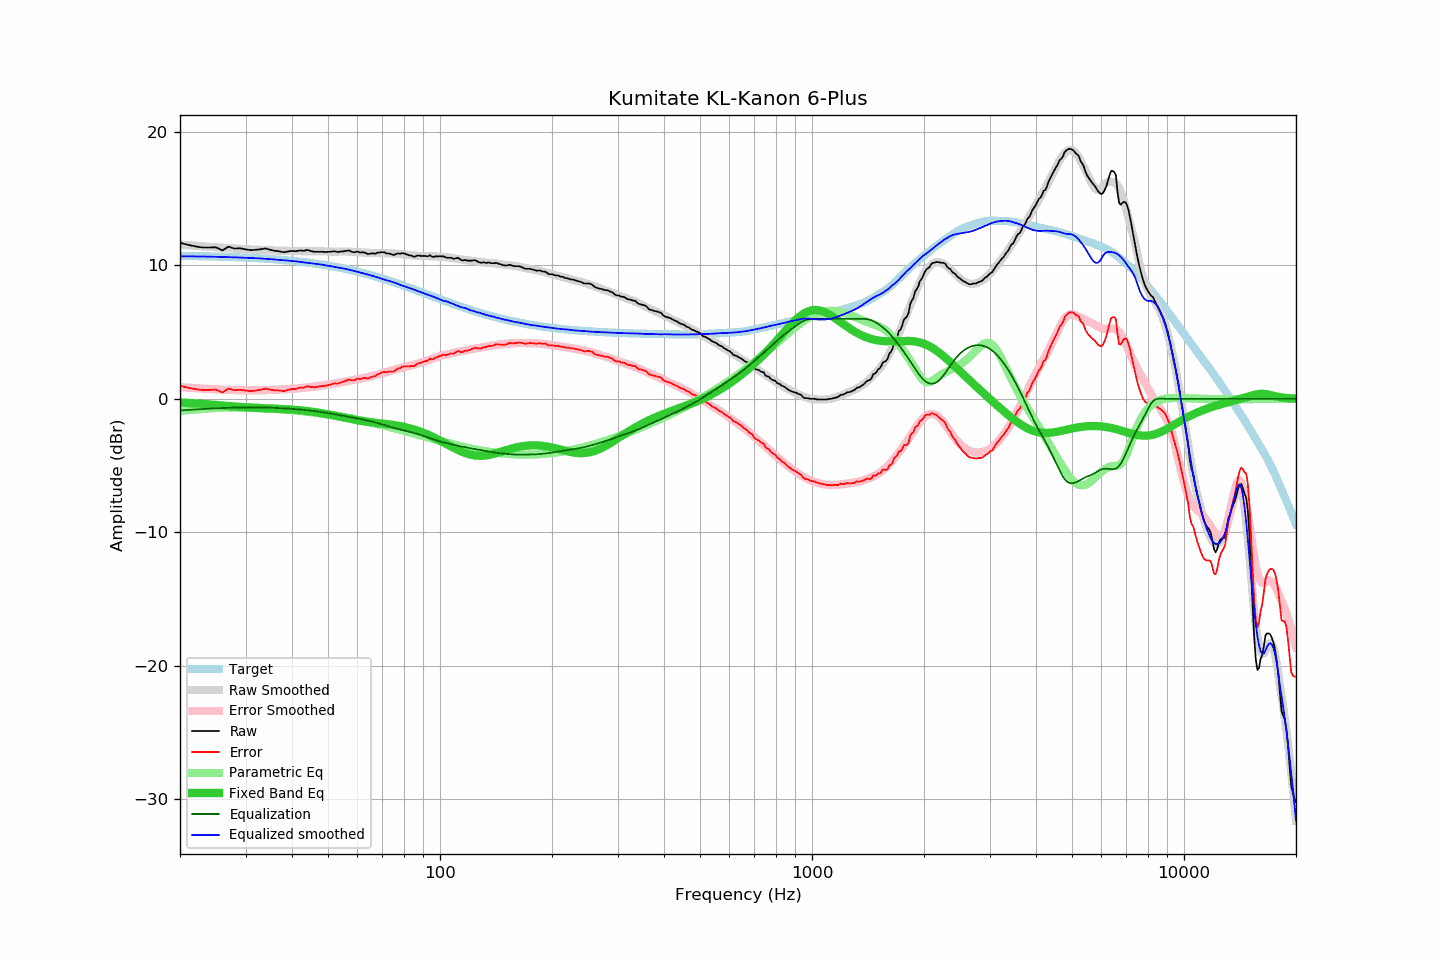 Kumitate KL-Kanon 6-Plus
20
10
0
−10
−20
−30
Amplitude (dBr)
Target
Raw Smoothed
Error Smoothed
Raw
Error
Parametric Eq
Fixed Band Eq
Equalization
Equalized smoothed
100
1000
10000
Frequency (Hz)